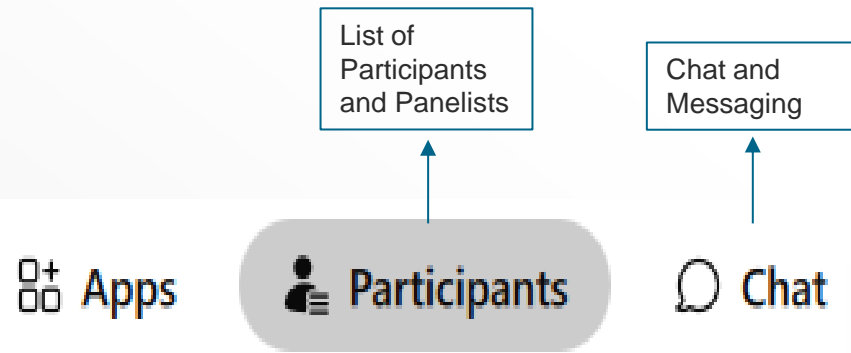 List of
Participants
and Panelists
Chat and
Messaging
Apps
Participants
Chat